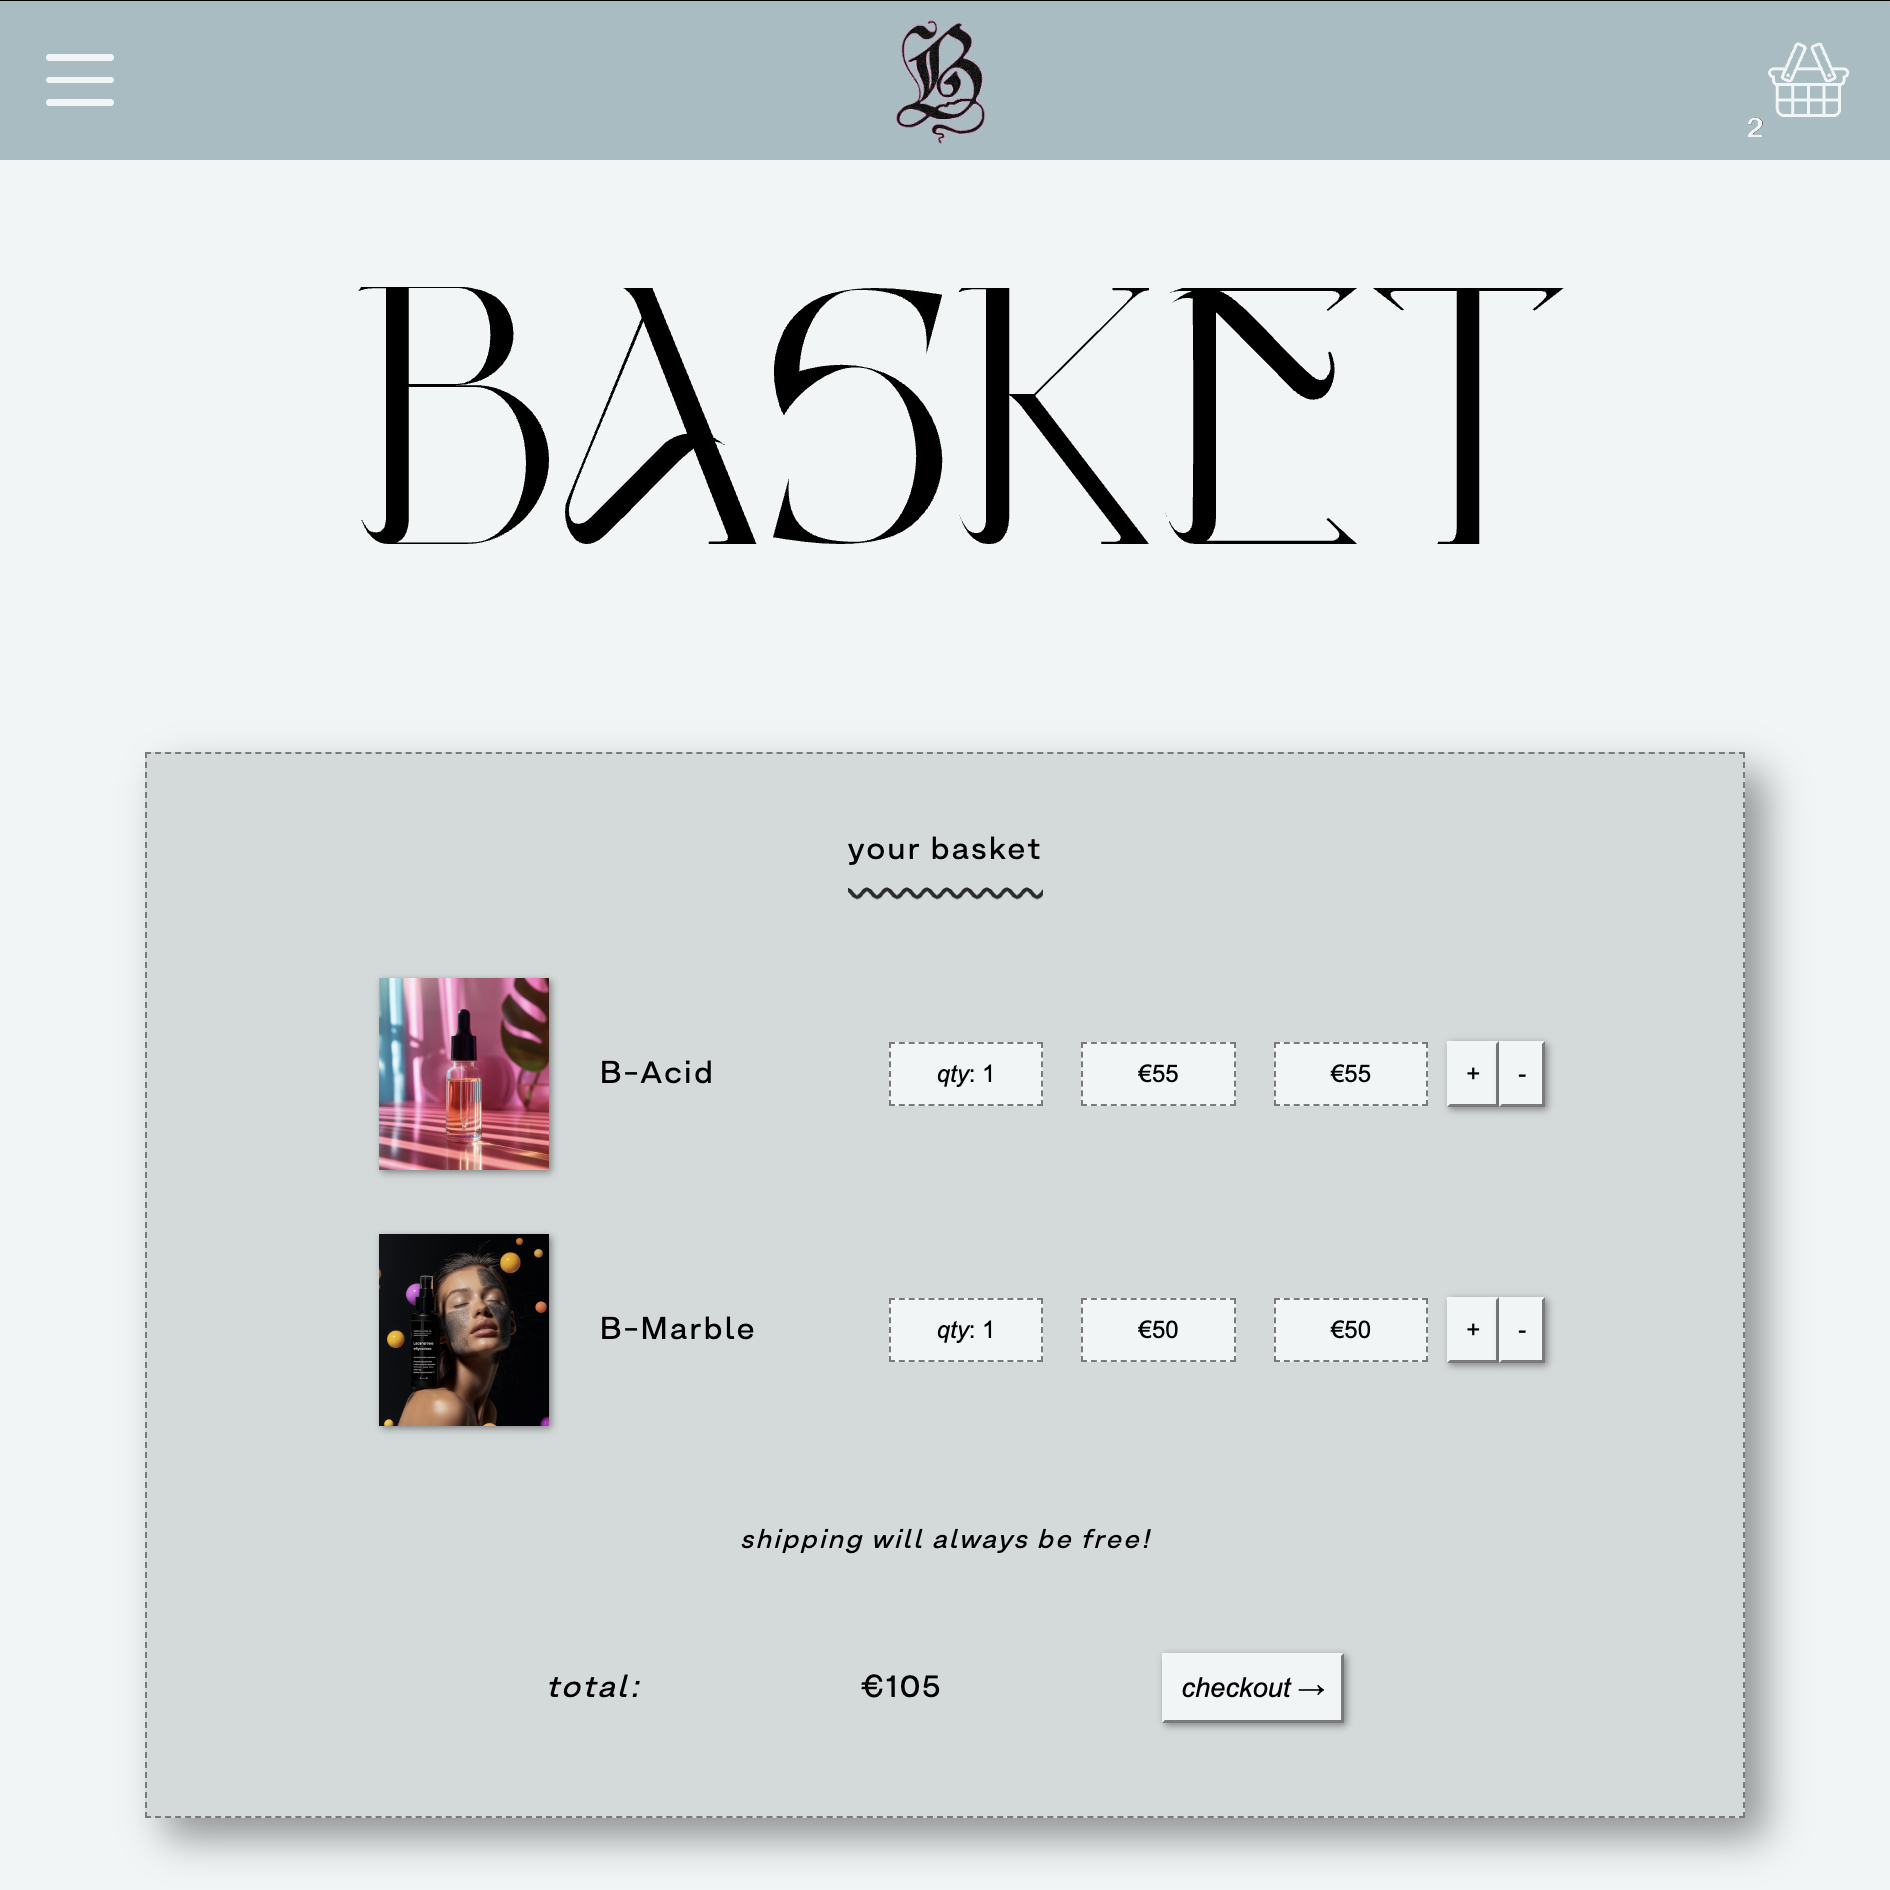 B
2
BASKET
your basket
B-Acid
qty: 1
€55
€55
+
-
B-Marble
qty: 1
€50
€50
+
-
shipping will always be free!
total:
€105
checkout →